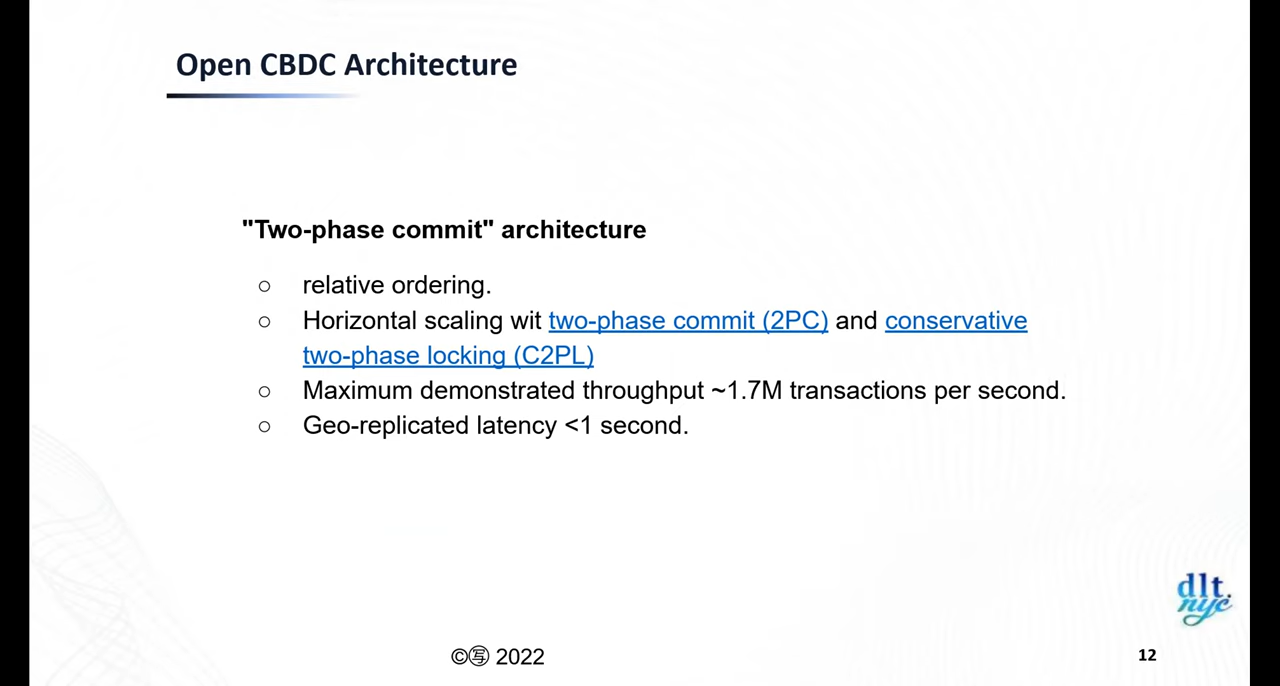 Open CBDC Architecture
"Two-phase commit" architecture
○ relative ordering.
○ Horizontal scaling wit two-phase commit (2PC) and conservative
two-phase locking (C2PL)
○ Maximum demonstrated throughput ~1.7M transactions per second.
○ Geo-replicated latency <1 second.
dlt.
nyc
©㊢ 2022
12